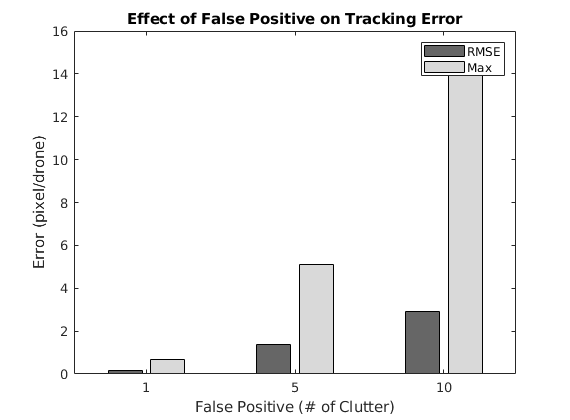 Effect of False Positive on Tracking Error
RMSE
Max
Error (pixel/drone)
16
14
12
10
8
6
4
2
0
1
5
10
False Positive (# of Clutter)